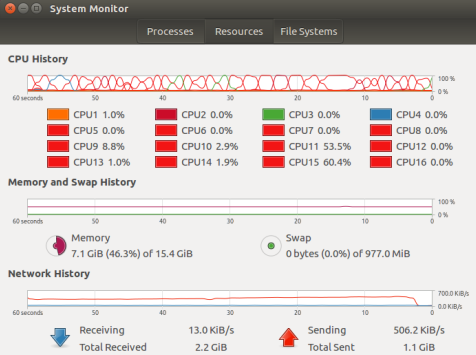 System Monitor
Processes Resources File Systems
CPU History
100 %
0 %
60 seconds 50 40 30 20 10 0
CPU1 1.0% CPU2 0.0% CPU3 0.0% CPU4 0.0%
CPU5 0.0% CPU6 0.0% CPU7 0.0% CPU8 0.0%
CPU9 8.8% CPU10 2.9% CPU11 53.5% CPU12 0.0%
CPU13 1.0% CPU14 1.9% CPU15 60.4% CPU16 0.0%
Memory and Swap History
100 %
0 %
60 seconds 50 40 30 20 10 0
Memory Swap
7.1 GiB (46.3%) of 15.4 GiB 0 bytes (0.0%) of 977.0 MiB
Network History
700.0 KiB/s
0.0 KiB/s
60 seconds 50 40 30 20 10 0
Receiving 13.0 KiB/s Sending 506.2 KiB/s
Total Received 2.2 GiB Total Sent 1.1 GiB